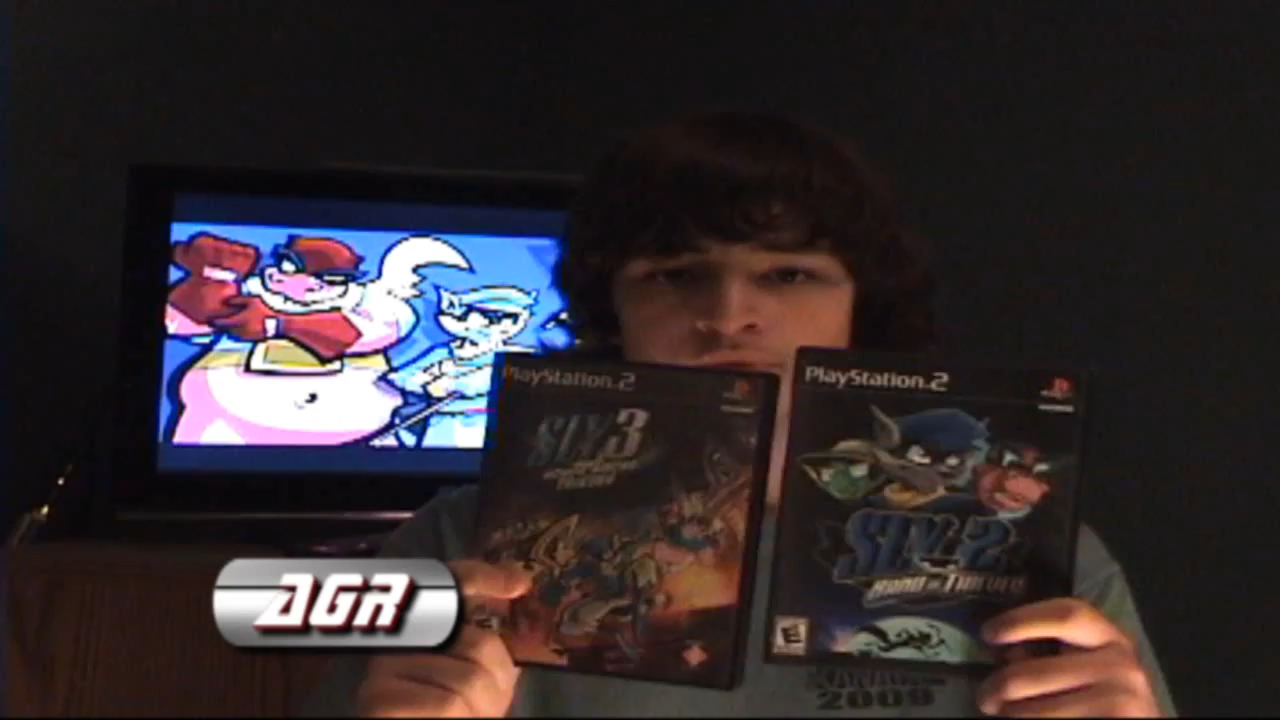 PlayStation 2
SLY 3
PlayStation 2
SLY 2
BAND OF THIEVES
E
AGR
2009